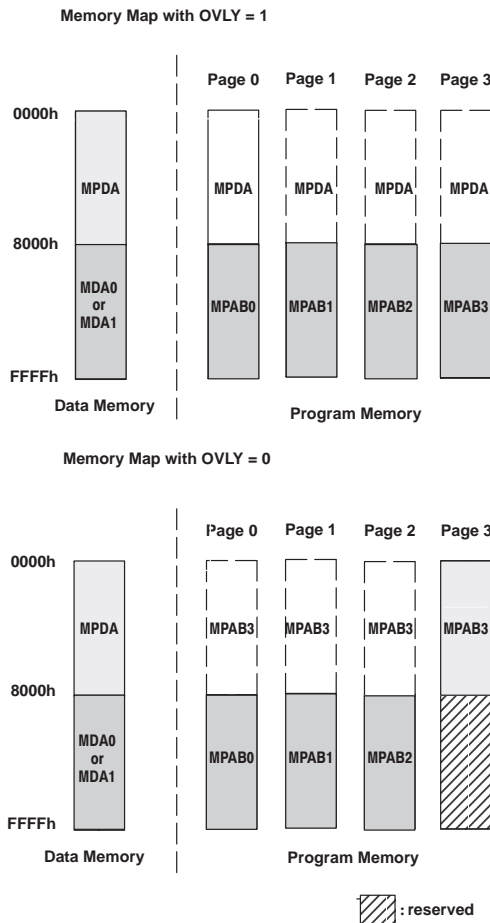 Memory Map with OVLY = 1
Page 0 Page 1 Page 2 Page 3
0000h
MPDA MPDA MPDA MPDA MPDA
8000h
MDA0
or
MDA1
MPAB0 MPAB1 MPAB2 MPAB3
FFFFh
Data Memory Program Memory
Memory Map with OVLY = 0
Page 0 Page 1 Page 2 Page 3
0000h
MPDA MPAB3 MPAB3 MPAB3 MPAB3
8000h
MDA0
or
MDA1
MPAB0 MPAB1 MPAB2
FFFFh
Data Memory Program Memory
: reserved